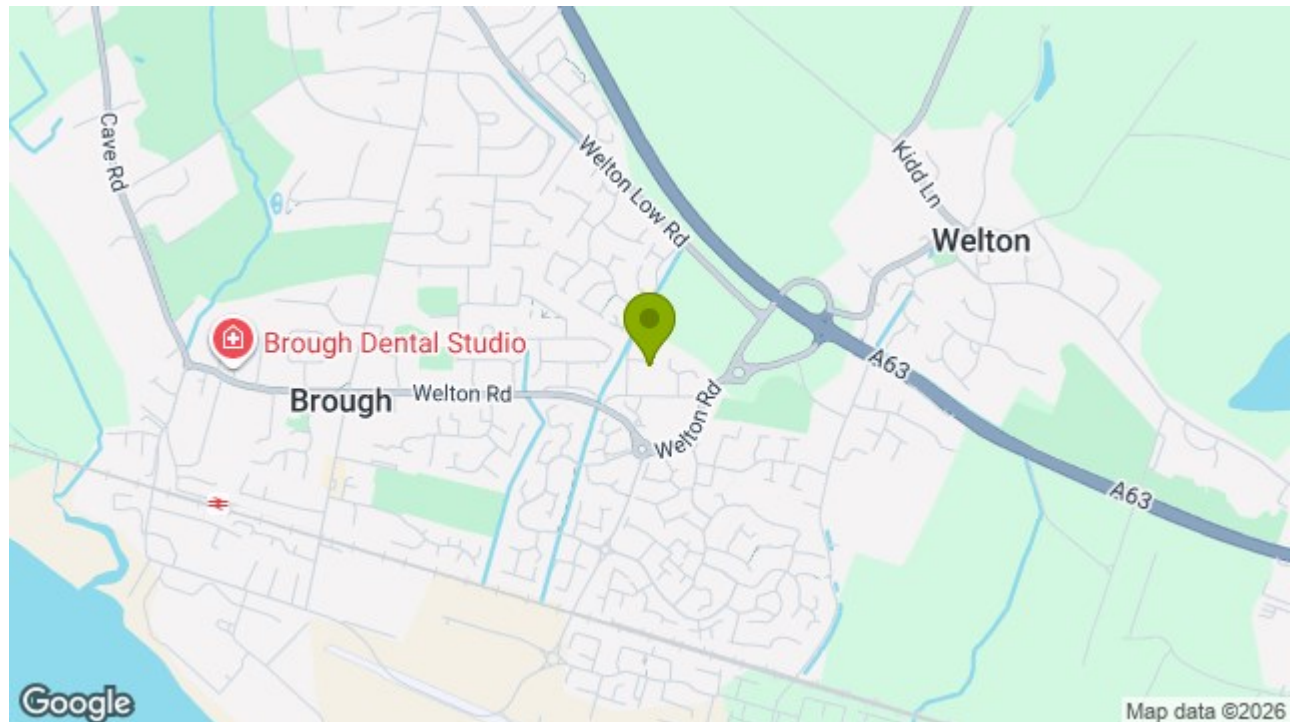 Cave Rd
Welton Low Rd
Kidd Ln
Welton
Brough Dental Studio
A63
Brough
Welton Rd
Welton Rd
A63
Google
Map data ©2026